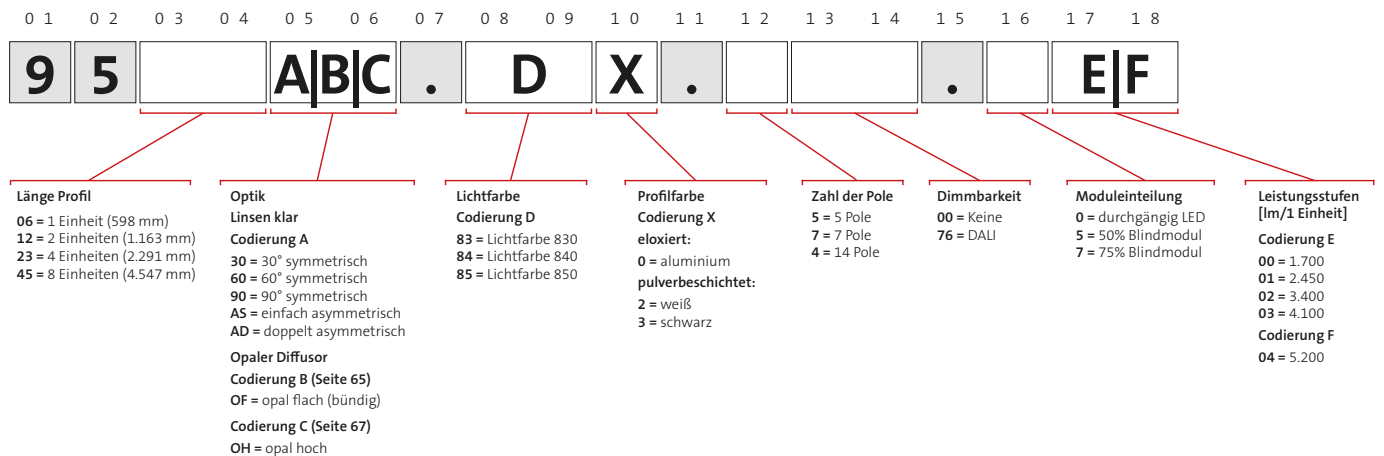 01 02 03 04 05 06 07 08 09 10 11 12 13 14 15 16 17 18
9 5 A|B|C . D X . . E|F
Länge Profil
06 = 1 Einheit (598 mm)
12 = 2 Einheiten (1.163 mm)
23 = 4 Einheiten (2.291 mm)
45 = 8 Einheiten (4.547 mm)
Optik
Linsen klar
Codierung A
30 = 30° symmetrisch
60 = 60° symmetrisch
90 = 90° symmetrisch
AS = einfach asymmetrisch
AD = doppelt asymmetrisch
Opaler Diffusor
Codierung B (Seite 65)
OF = opal flach (bündig)
Codierung C (Seite 67)
OH = opal hoch
Lichtfarbe
Codierung D
83 = Lichtfarbe 830
84 = Lichtfarbe 840
85 = Lichtfarbe 850
Profilfarbe
Codierung X
eloxiert:
0 = aluminium
pulverbeschichtet:
2 = weiß
3 = schwarz
Zahl der Pole
5 = 5 Pole
7 = 7 Pole
4 = 14 Pole
Dimmbarkeit
00 = Keine
76 = DALI
Moduleinteilung
0 = durchgängig LED
5 = 50% Blindmodul
7 = 75% Blindmodul
Leistungsstufen
[lm/1 Einheit]
Codierung E
00 = 1.700
01 = 2.450
02 = 3.400
03 = 4.100
Codierung F
04 = 5.200